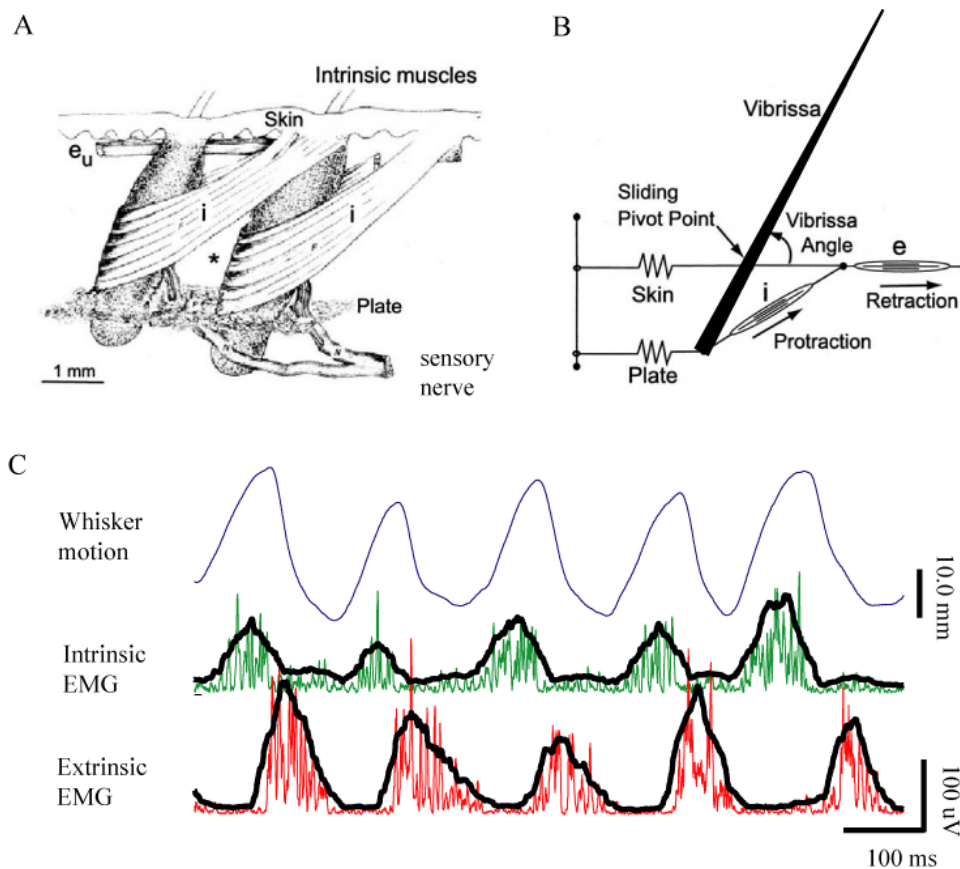 A
Intrinsic muscles
Skin
eu
i
i
*
Plate
1 mm
sensory
nerve
B
Vibrissa
Sliding
Pivot Point
Vibrissa
Angle
e
Skin
i
Retraction
Protraction
Plate
C
Whisker
motion
10.0 mm
Intrinsic
EMG
Extrinsic
EMG
100 uV
100 ms